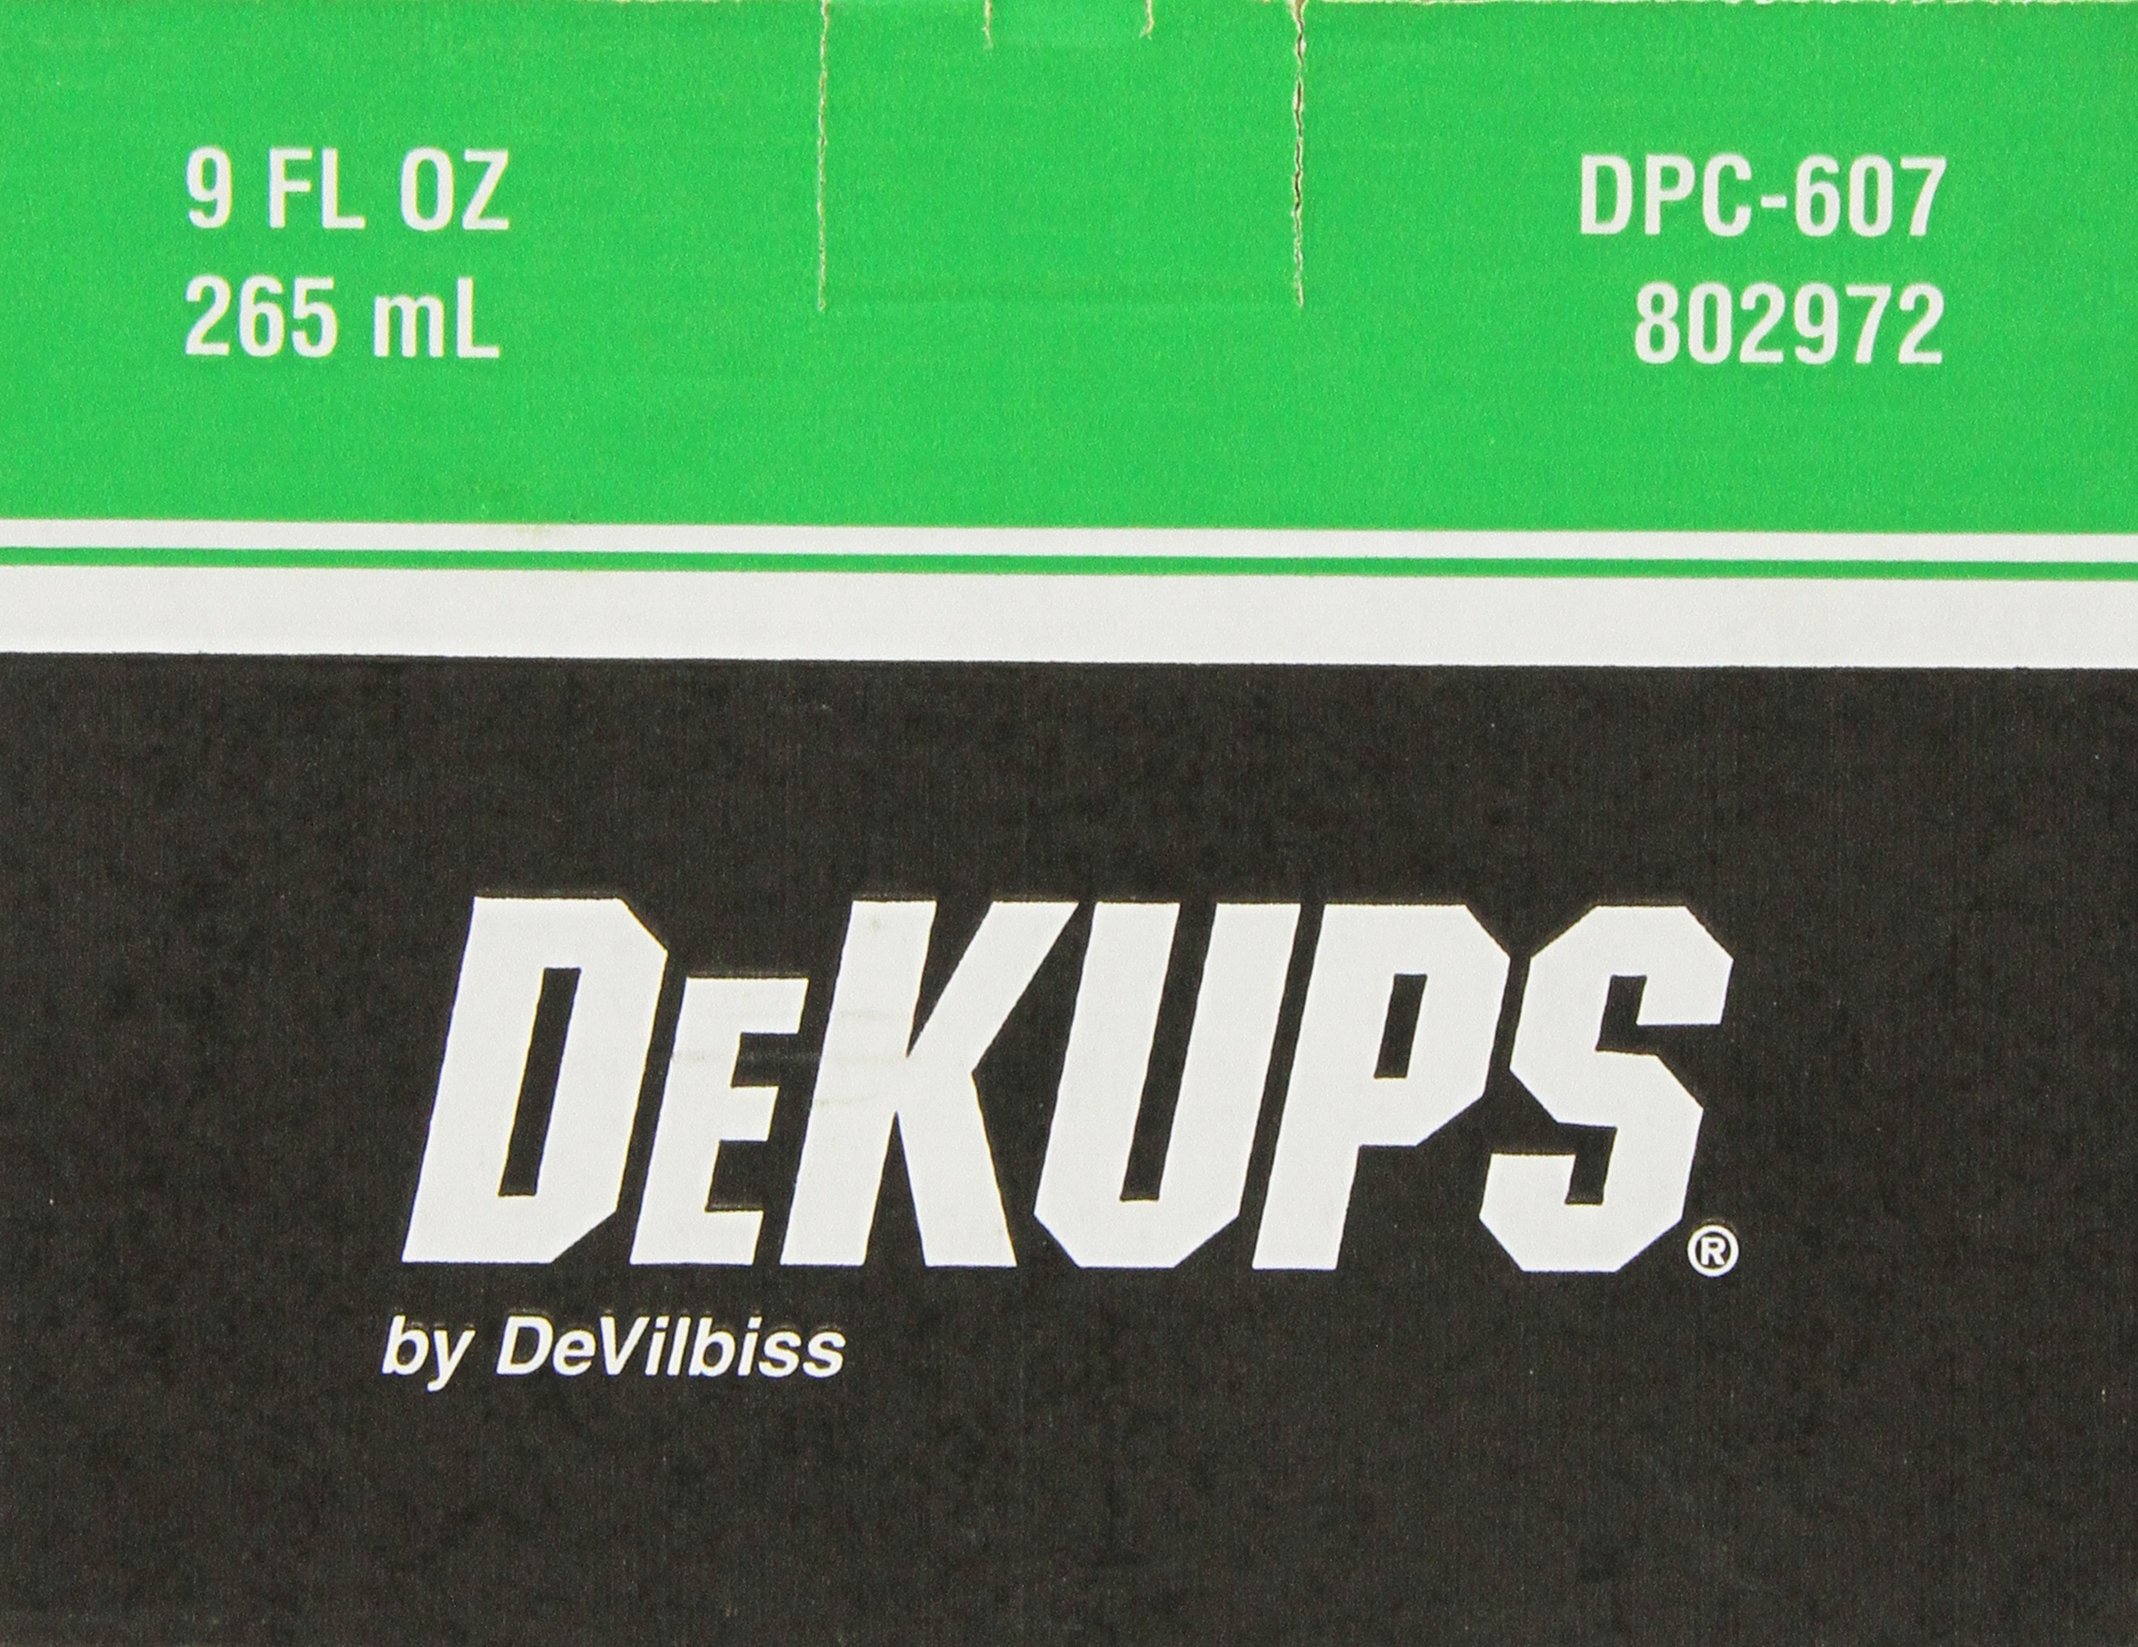 9 FL OZ
265 mL
DPC-607
802972
DEKUPS®
by DeVilbiss